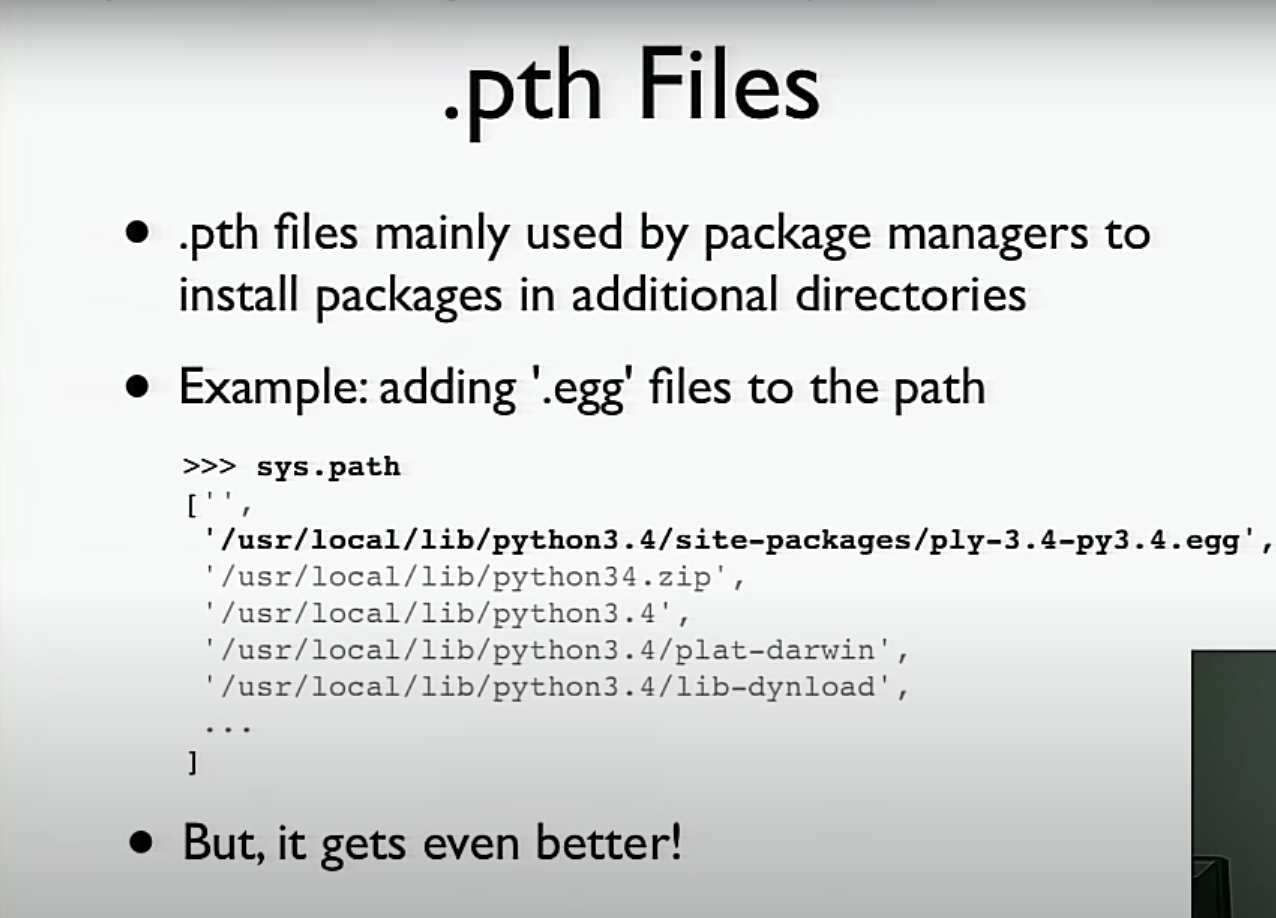 .pth Files
• .pth files mainly used by package managers to
install packages in additional directories
• Example: adding '.egg' files to the path
>>> sys.path
['',
'/usr/local/lib/python3.4/site-packages/ply-3.4-py3.4.egg',
'/usr/local/lib/python34.zip',
'/usr/local/lib/python3.4',
'/usr/local/lib/python3.4/plat-darwin',
'/usr/local/lib/python3.4/lib-dynload',
...
]
• But, it gets even better!